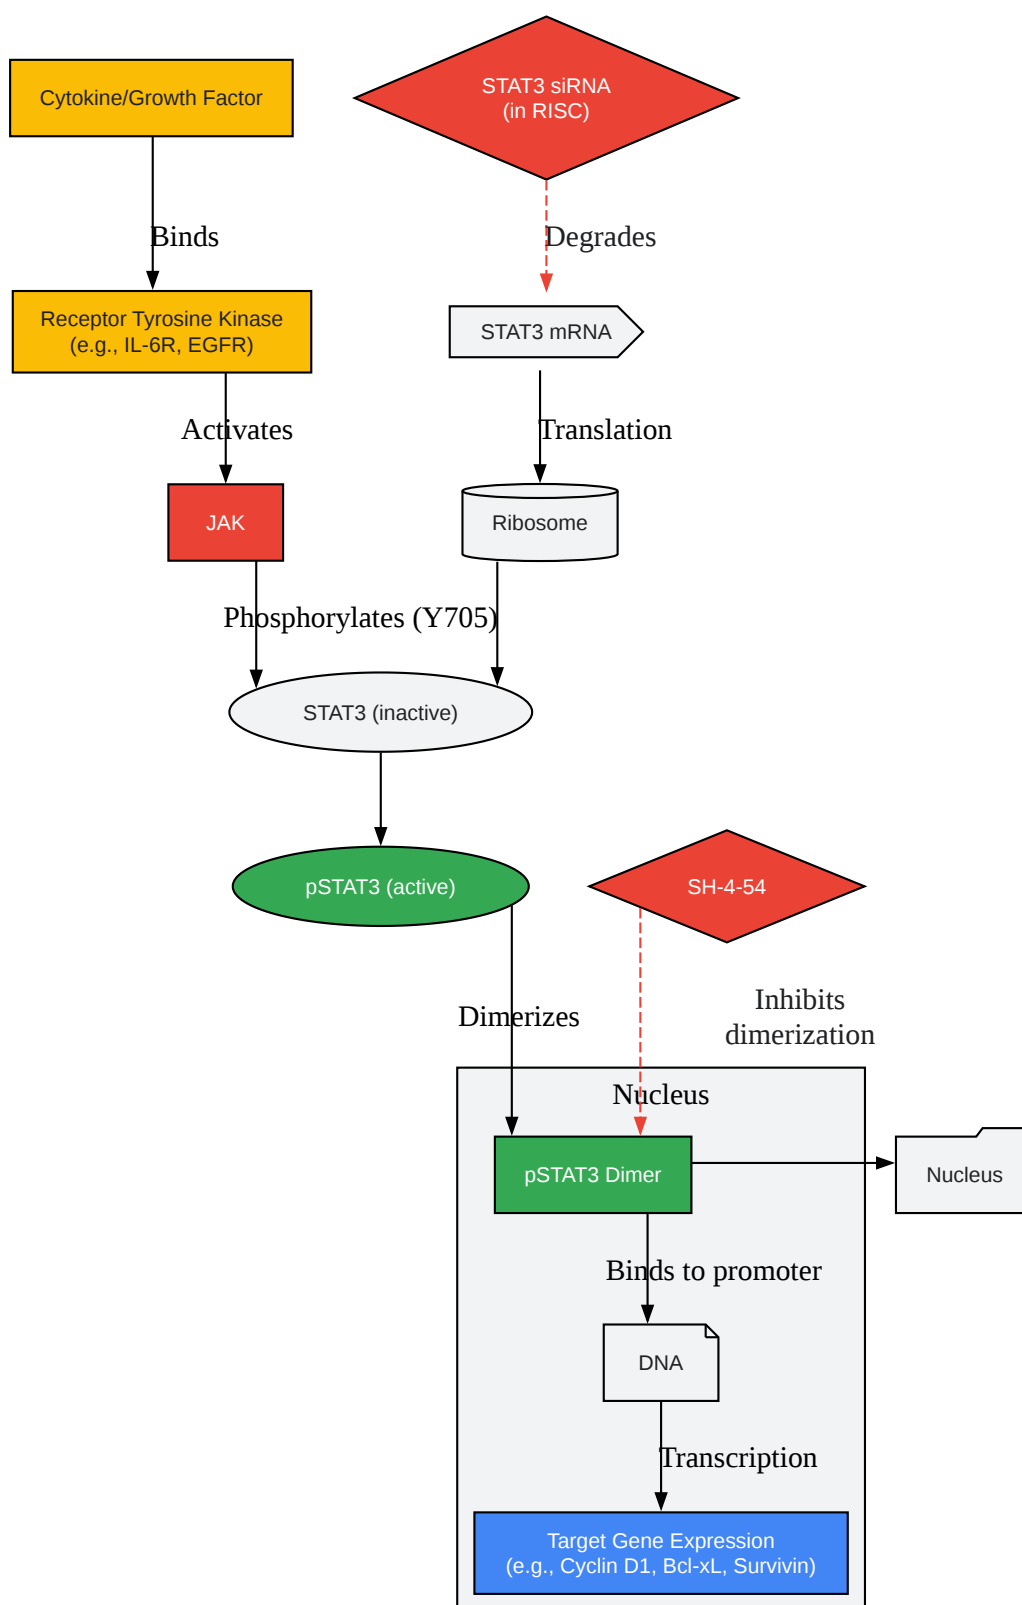 Cytokine/Growth Factor
STAT3 siRNA
(in RISC)
Binds
Degrades
Receptor Tyrosine Kinase
(e.g., IL-6R, EGFR)
STAT3 mRNA
Activates
Translation
JAK
Ribosome
Phosphorylates (Y705)
STAT3 (inactive)
pSTAT3 (active)
SH-4-54
Dimerizes
Inhibits
dimerization
Nucleus
pSTAT3 Dimer
Nucleus
Binds to promoter
DNA
Transcription
Target Gene Expression
(e.g., Cyclin D1, Bcl-xL, Survivin)